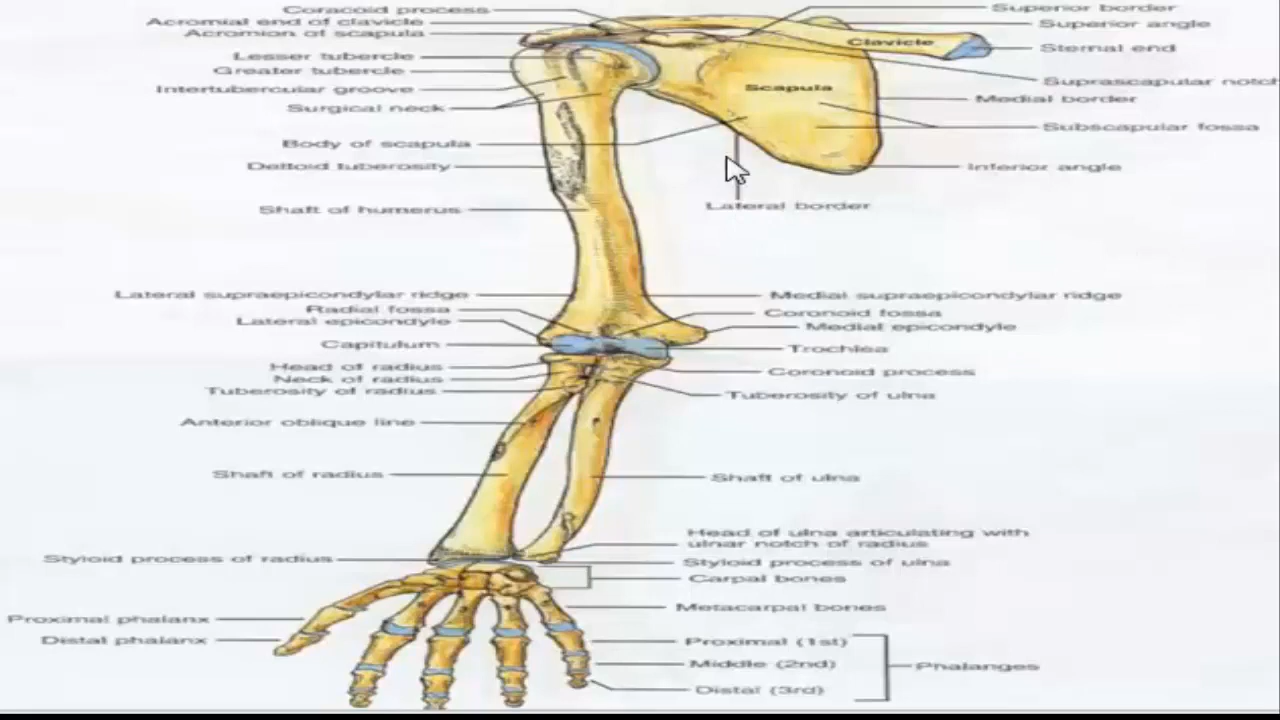 Coracoid process
Acromial end of clavicle
Acromion of scapula
Lesser tubercle
Greater tubercle
Intertubercular groove
Surgical neck
Body of scapula
Deltoid tuberosity
Shaft of humerus
Lateral supraepicondylar ridge
Radial fossa
Lateral epicondyle
Capitulum
Head of radius
Neck of radius
Tuberosity of radius
Anterior oblique line
Shaft of radius
Styloid process of radius
Proximal phalanx
Distal phalanx
Clavicle
Scapula
Superior border
Superior angle
Sternal end
Suprascapular notch
Medial border
Subscapular fossa
Inferior angle
Lateral border
Medial supraepicondylar ridge
Coronoid fossa
Medial epicondyle
Trochlea
Coronoid process
Tuberosity of ulna
Shaft of ulna
Head of ulna articulating with
ulnar notch of radius
Styloid process of ulna
Carpal bones
Metacarpal bones
Proximal (1st)
Middle (2nd)
Distal (3rd)
Phalanges